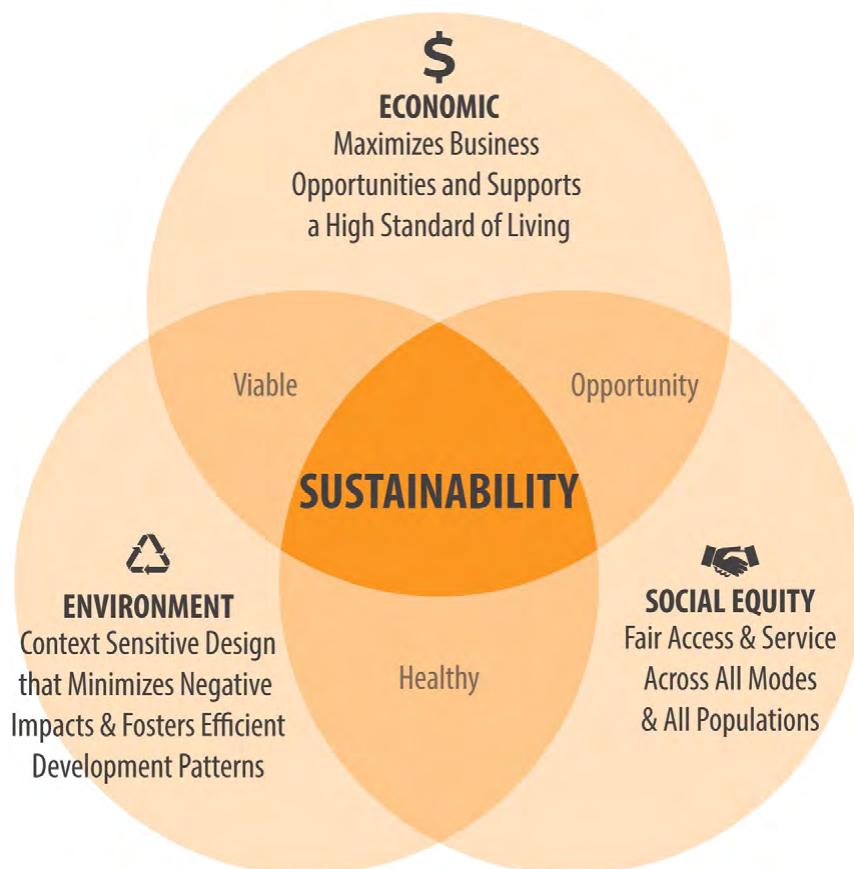 $
ECONOMIC
Maximizes Business
Opportunities and Supports
a High Standard of Living
Viable
Opportunity
SUSTAINABILITY
ENVIRONMENT
Context Sensitive Design
that Minimizes Negative
Impacts & Fosters Efficient
Development Patterns
Healthy
SOCIAL EQUITY
Fair Access & Service
Across All Modes
& All Populations